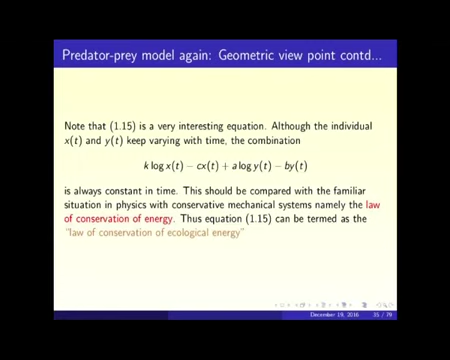 Predator-prey model again: Geometric view point contd...
Note that (1.15) is a very interesting equation. Although the individual
x(t) and y(t) keep varying with time, the combination
k log x(t) − cx(t) + a log y(t) − by(t)
is always constant in time. This should be compared with the familiar
situation in physics with conservative mechanical systems namely the law
of conservation of energy. Thus equation (1.15) can be termed as the
"law of conservation of ecological energy"
December 19, 2016 35 / 79